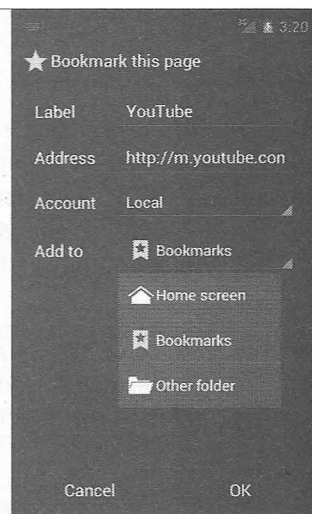 3G 3:20
Bookmark this page
Label YouTube
Address http://m.youtube.con
Account Local
Add to Bookmarks
Home screen
Bookmarks
Other folder
Cancel OK